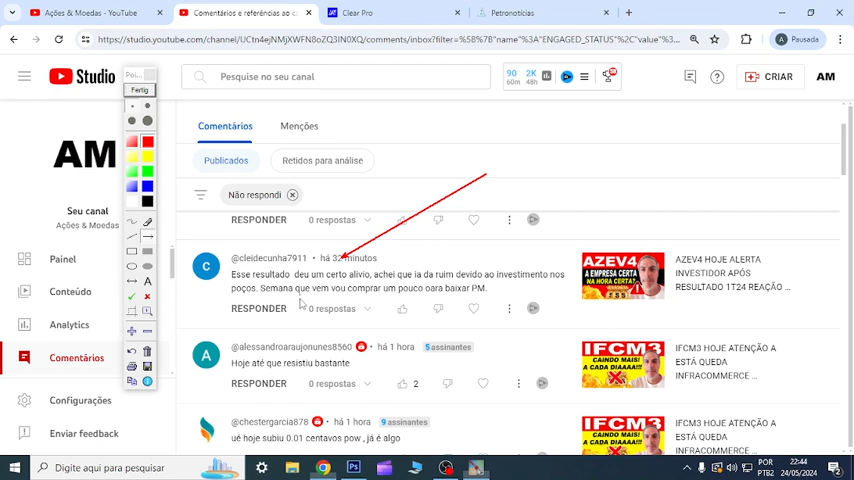 Ações & Moedas - YouTube
Comentários e referências ao c
Clear Pro
Petronotícias
https://studio.youtube.com/channel/UCtn4ejNMjXWFN8oZQ3IN0XQ/comments/inbox?filter=%5B%7B"name"%3A"ENGAGED_STATUS"%2C"value"%...
A Pausada
Studio
Pesquise no seu canal
90 60m 2K 48h
CRIAR
AM
Fertig
AM
Seu canal
Ações & Moedas
Painel
Conteúdo
Analytics
Comentários
Configurações
Enviar feedback
Comentários Menções
Publicados Retidos para análise
Não respondi
RESPONDER 0 respostas
C
@cleidecunha7911 • há 32 minutos
Esse resultado deu um certo alivio, achei que ia da ruim devido ao investimento nos
poços. Semana que vem vou comprar um pouco oara baixar PM.
RESPONDER 0 respostas
AZEV4
A EMPRESA CERTA
NA HORA CERTA?
AZEV4 HOJE ALERTA
INVESTIDOR APÓS
RESULTADO 1T24 REAÇÃO ...
A
@alessandroaraujonunes8560 • há 1 hora 5 assinantes
Hoje até que resistiu bastante
RESPONDER 0 respostas 2
IFCM3
CAINDO MAIS!
A CADA DIAAAA!!!
IFCM3 HOJE ATENÇÃO A
ESTÁ QUEDA
INFRACOMMERCE ...
@chestergarcia878 • há 1 hora 9 assinantes
ué hoje subiu 0.01 centavos pow , já é algo
IFCM3
CAINDO MAIS!
A CADA DIAAAA!!!
IFCM3 HOJE ATENÇÃO A
ESTÁ QUEDA
INFRACOMMERCE
Digite aqui para pesquisar
POR
PTB2
22:44
24/05/2024
2